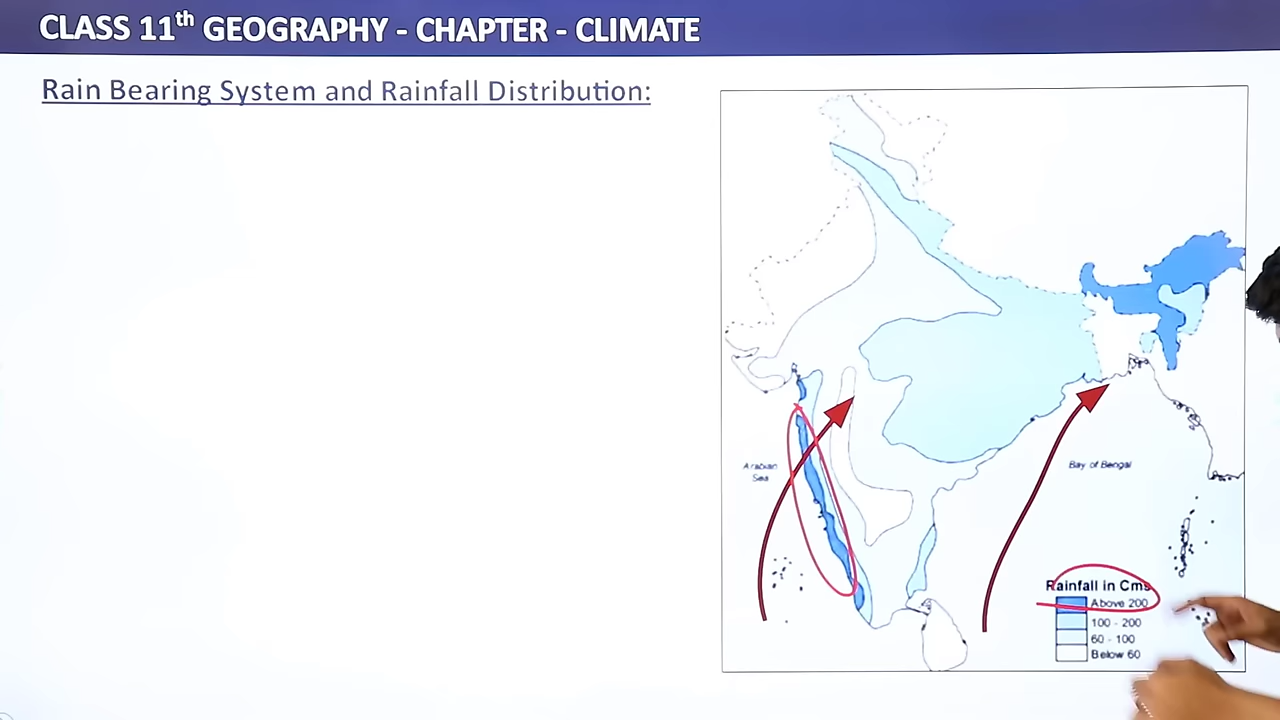 CLASS 11th GEOGRAPHY - CHAPTER - CLIMATE
Rain Bearing System and Rainfall Distribution:
Arabian
Sea
Bay of Bengal
Rainfall in Cms
Above 200
100 - 200
60 - 100
Below 60